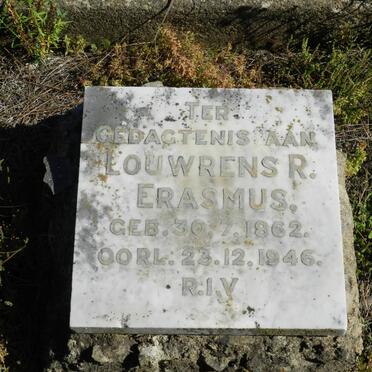 TER
GEDAGTENIS AAN
LOUWRENS R.
ERASMUS.
GEB. 30.7.1862.
OORL. 23.12.1946.
R.I.V